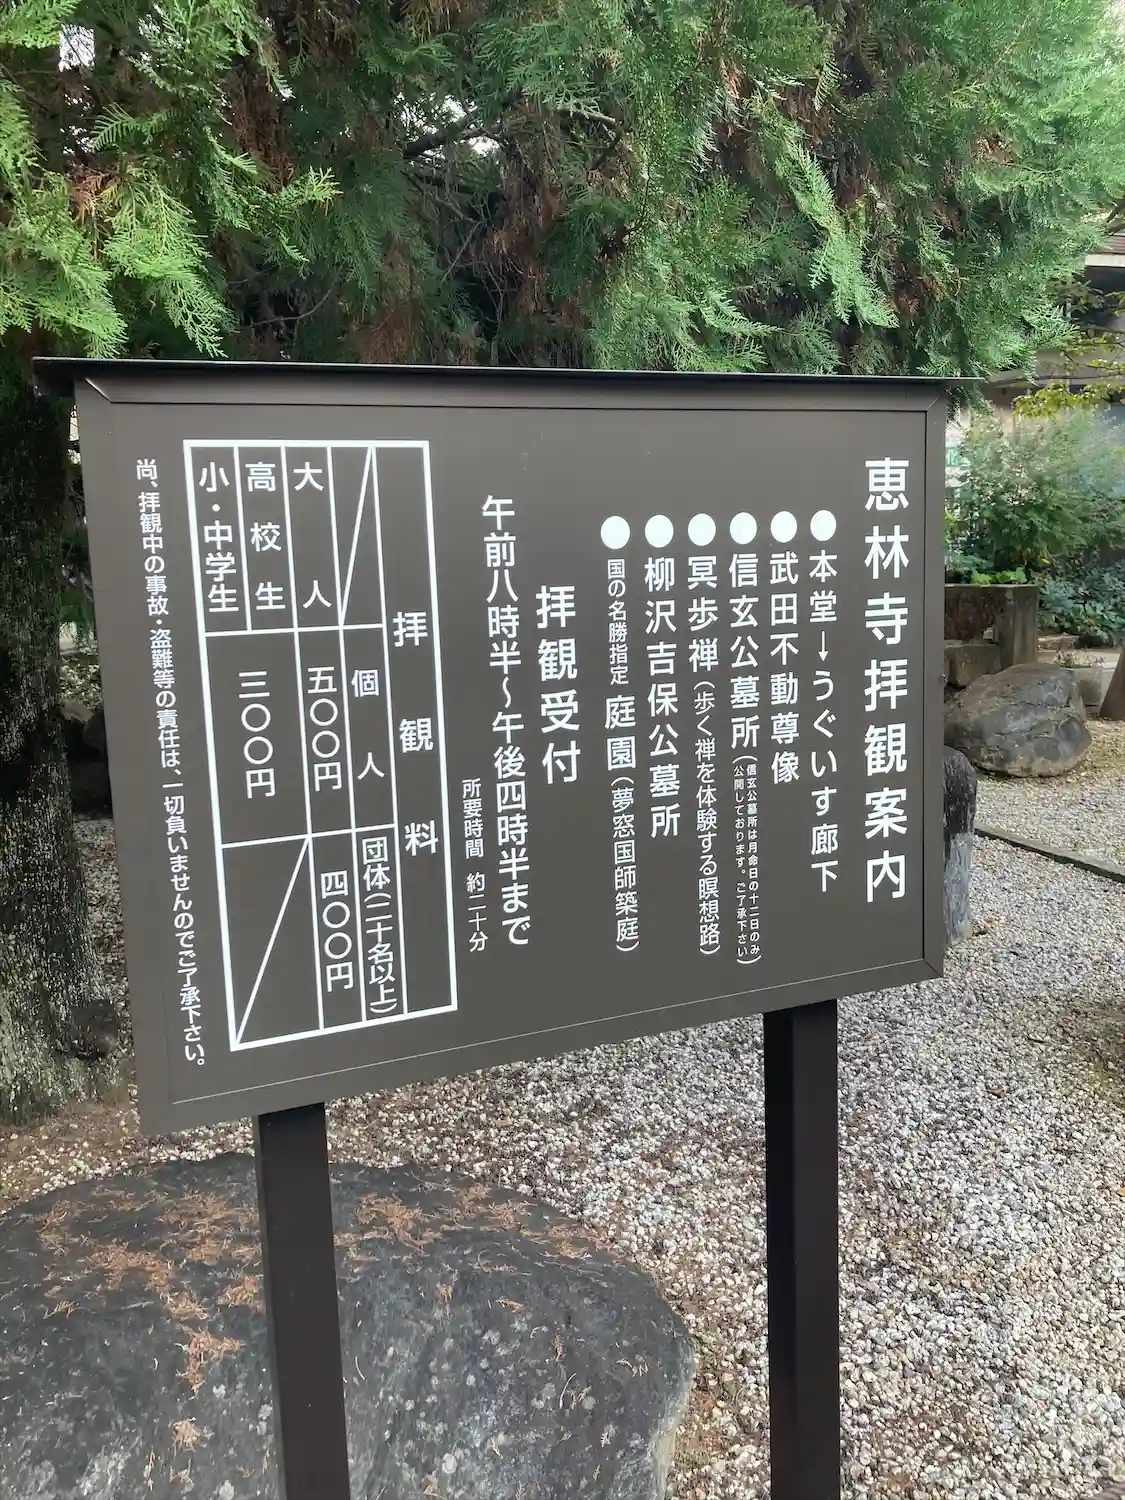 恵林寺拝観案内
●本堂→うぐいす廊下
●武田不動尊像
●信玄公墓所(信玄公墓所は月命日の十二日のみ公開しております。ご了承下さい)
●冥歩禅(歩く禅を体験する瞑想路)
●柳沢吉保公墓所
●国の名勝指定 庭園(夢窓国師築庭)
拝観受付
午前八時半〜午後四時半まで
所要時間 約二十分
拝観料
個人
団体(二十名以上)
大人
五〇〇円
四〇〇円
高校生
小・中学生
三〇〇円
尚、拝観中の事故・盗難等の責任は、一切負いませんのでご了承下さい。